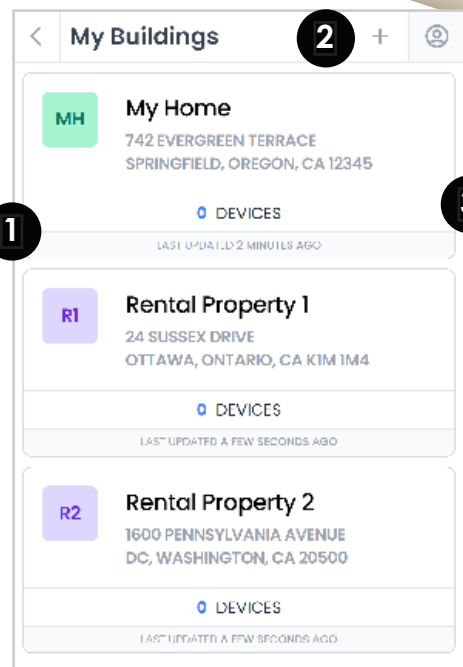 My Buildings
2
MH
My Home
742 EVERGREEN TERRACE
SPRINGFIELD, OREGON, CA 12345
0 DEVICES
1
LAST UPDATED 2 MINUTES AGO
R1
Rental Property 1
24 SUSSEX DRIVE
OTTAWA, ONTARIO, CA K1M 1M4
0 DEVICES
LAST UPDATED A FEW SECONDS AGO
R2
Rental Property 2
1600 PENNSYLVANIA AVENUE
DC, WASHINGTON, CA 20500
0 DEVICES
LAST UPDATED A FEW SECONDS AGO